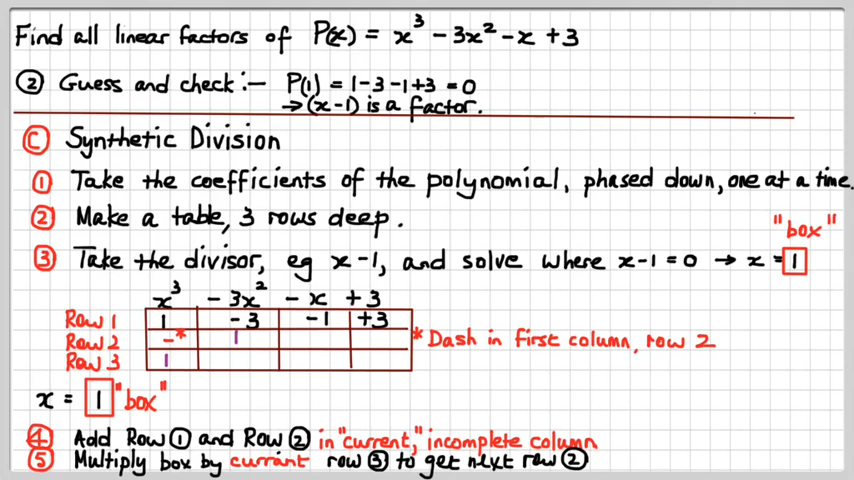 Find all linear factors of P(x) = x³ - 3x² - x + 3
② Guess and check :- P(1) = 1-3-1+3 = 0
→ (x-1) is a factor.
Ⓒ Synthetic Division
① Take the coefficients of the polynomial, phased down, one at a time.
② Make a table, 3 rows deep.
"box"
③ Take the divisor, eg x-1, and solve where x-1=0 → x = 1
x³ - 3x² - x + 3
Row 1 1 -3 -1 +3
Row 2 -* 1 * Dash in first column, row 2
Row 3 1
x = 1 "box"
④ Add Row ① and Row ② in "current," incomplete column
⑤ Multiply box by currant row ③ to get next row ②